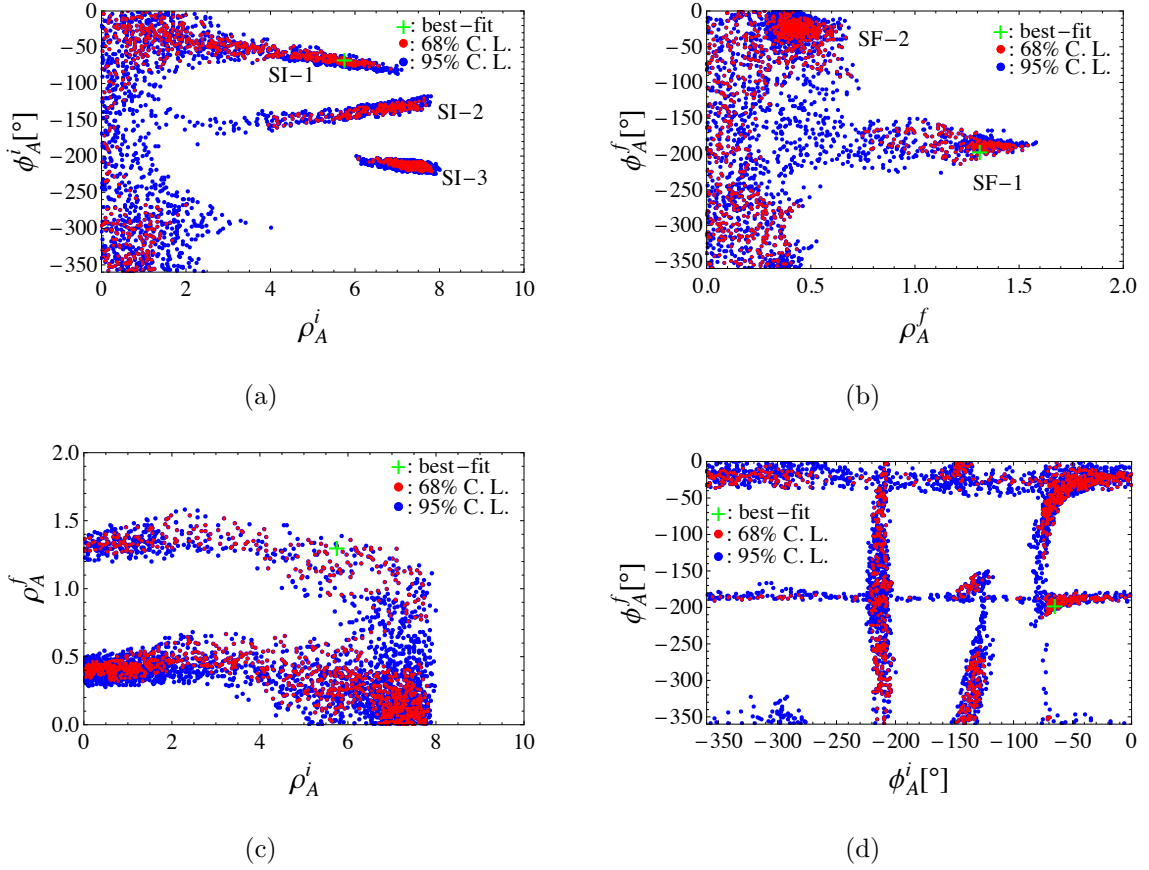 0
−50
−100
−150
−200
−250
−300
−350
ϕ_A^i[°]
SI−1
SI−2
SI−3
+: best−fit
●: 68% C. L.
●: 95% C. L.
0 2 4 6 8 10
ρ_A^i
(a)
0
−50
−100
−150
−200
−250
−300
−350
ϕ_A^f[°]
SF−2
SF−1
+: best−fit
●: 68% C. L.
●: 95% C. L.
0.0 0.5 1.0 1.5 2.0
ρ_A^f
(b)
2.0
1.5
1.0
0.5
0.0
ρ_A^f
+: best−fit
●: 68% C. L.
●: 95% C. L.
0 2 4 6 8 10
ρ_A^i
(c)
0
−50
−100
−150
−200
−250
−300
−350
ϕ_A^f[°]
+: best−fit
●: 68% C. L.
●: 95% C. L.
−350 −300 −250 −200 −150 −100 −50 0
ϕ_A^i[°]
(d)